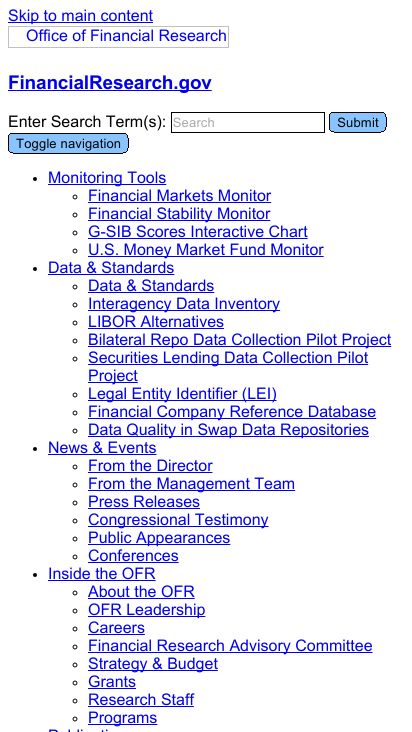 Skip to main content
Office of Financial Research
FinancialResearch.gov
Enter Search Term(s): Search Submit
Toggle navigation
Monitoring Tools
Financial Markets Monitor
Financial Stability Monitor
G-SIB Scores Interactive Chart
U.S. Money Market Fund Monitor
Data & Standards
Data & Standards
Interagency Data Inventory
LIBOR Alternatives
Bilateral Repo Data Collection Pilot Project
Securities Lending Data Collection Pilot
Project
Legal Entity Identifier (LEI)
Financial Company Reference Database
Data Quality in Swap Data Repositories
News & Events
From the Director
From the Management Team
Press Releases
Congressional Testimony
Public Appearances
Conferences
Inside the OFR
About the OFR
OFR Leadership
Careers
Financial Research Advisory Committee
Strategy & Budget
Grants
Research Staff
Programs